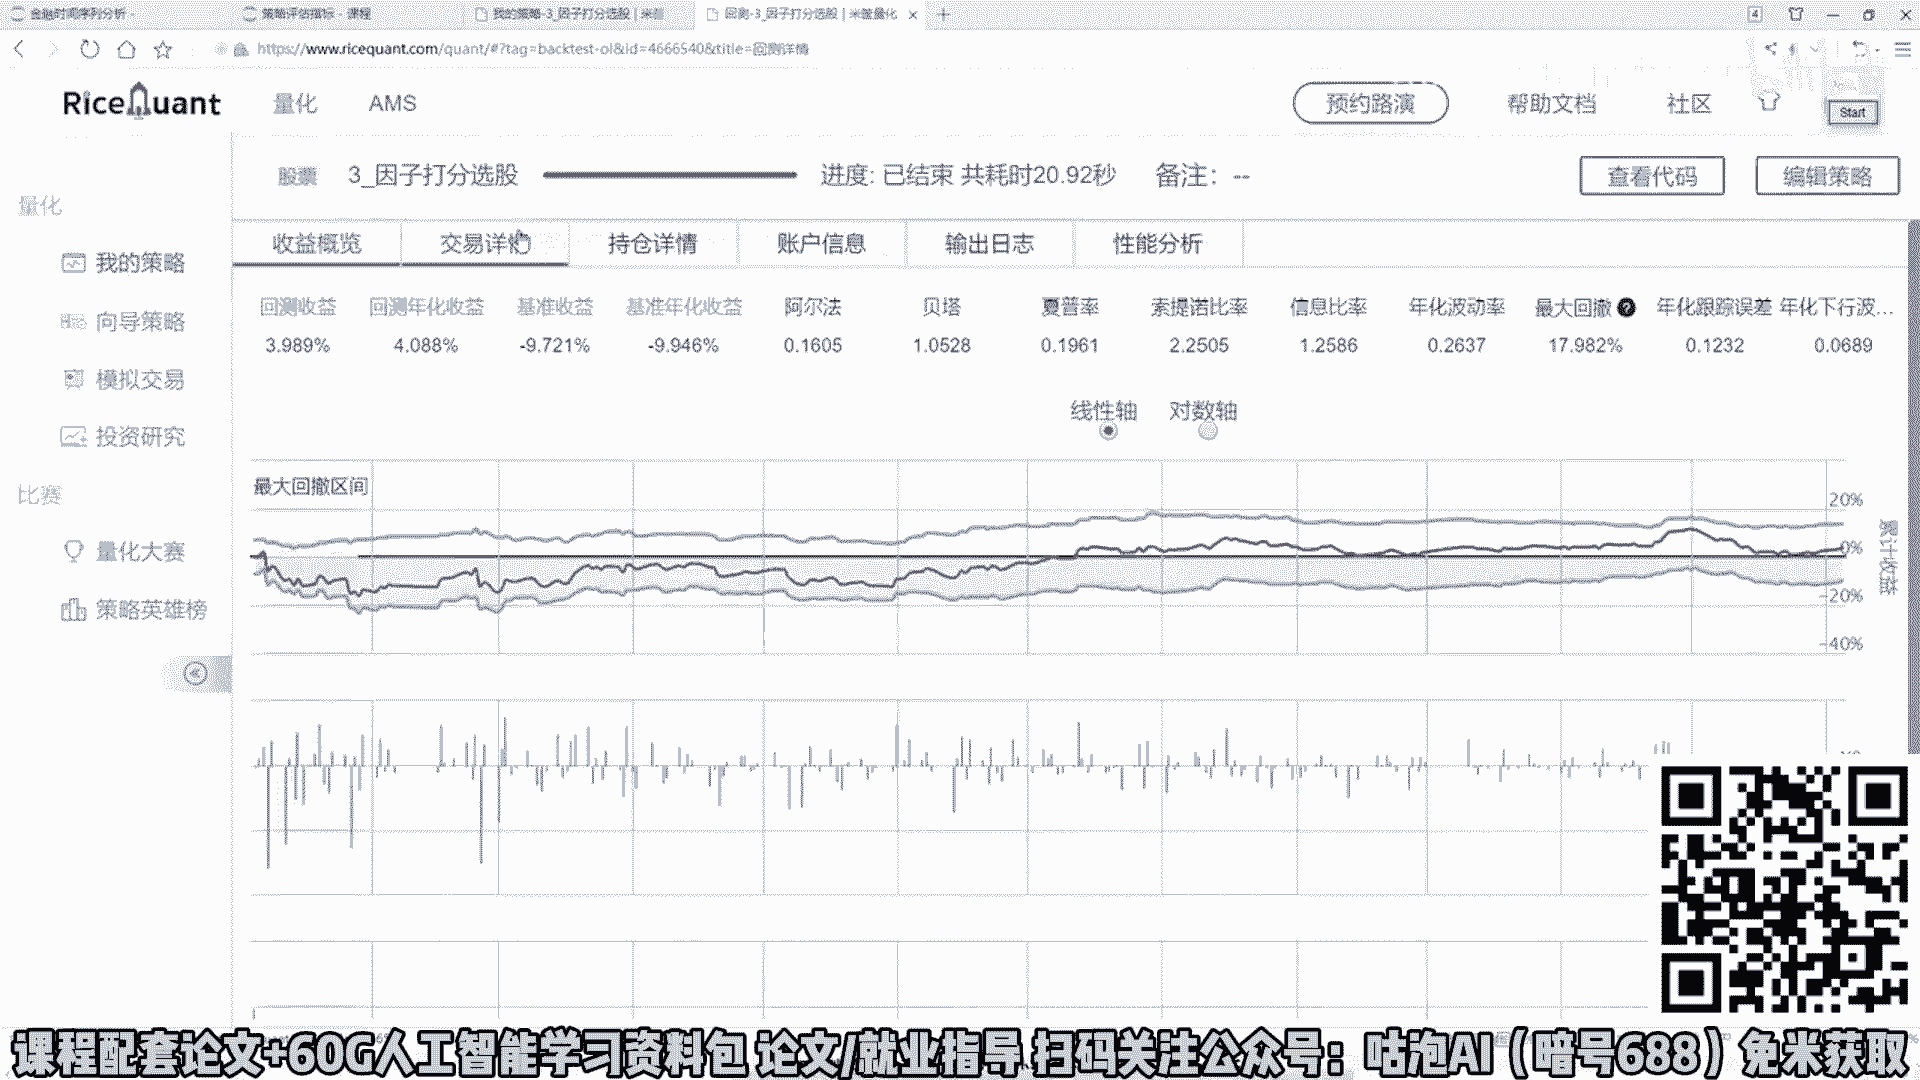 金融时间序列分析 -
策略评估指标 - 课程
我的策略-3_因子打分选股 | 米筐
回测-3_因子打分选股 | 米筐量化
4
https://www.ricequant.com/quant/#?tag=backtest-ol&id=4666540&title=回测详情
RiceQuant
量化
AMS
预约路演
帮助文档
社区
Start
股票
3_因子打分选股
进度: 已结束 共耗时20.92秒
备注：--
查看代码
编辑策略
量化
我的策略
向导策略
模拟交易
投资研究
比赛
量化大赛
策略英雄榜
收益概览
交易详情
持仓详情
账户信息
输出日志
性能分析
回测收益 回测年化收益 基准收益 基准年化收益 阿尔法 贝塔 夏普率 索提诺比率 信息比率 年化波动率 最大回撤 年化跟踪误差 年化下行波...
3.989% 4.088% -9.721% -9.946% 0.1605 1.0528 0.1961 2.2505 1.2586 0.2637 17.982% 0.1232 0.0689
线性轴 对数轴
最大回撤区间
20%
0%
-20%
-40%
累计收益
课程配套论文+60G人工智能学习资料包 论文/就业指导 扫码关注公众号：咕泡AI（暗号688）免米获取